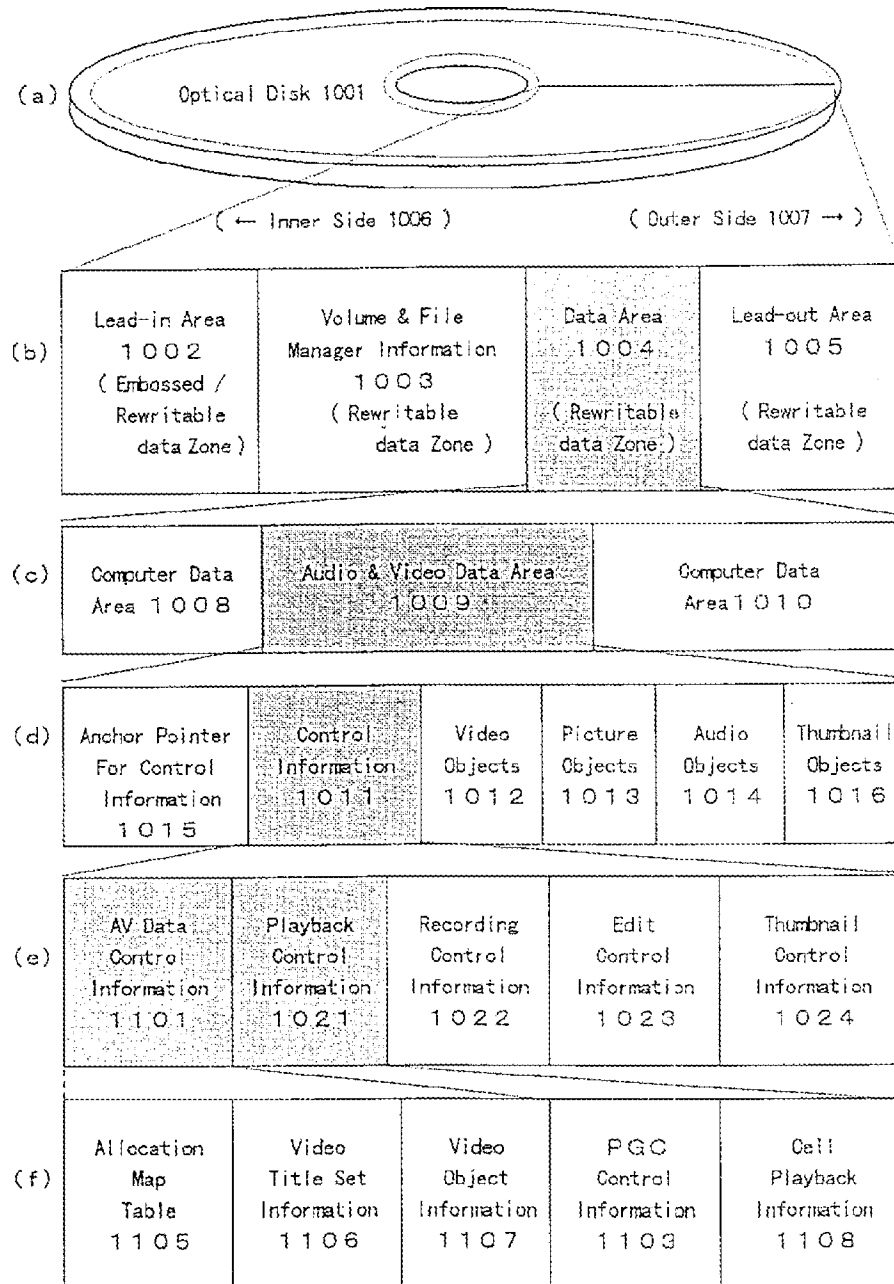 (a)
Optical Disk 1001
( ← Inner Side 1006 )
( Outer Side 1007 → )
(b)
Lead-in Area
1002
( Embossed /
Rewritable
data Zone )
Volume & File
Manager Information
1003
( Rewritable
data Zone )
Data Area
1004
( Rewritable
data Zone )
Lead-out Area
1005
( Rewritable
data Zone )
(c)
Computer Data
Area 1008
Audio & Video Data Area
1009
Computer Data
Area 1010
(d)
Anchor Pointer
For Control
Information
1015
Control
Information
1011
Video
Objects
1012
Picture
Objects
1013
Audio
Objects
1014
Thumbnail
Objects
1016
(e)
AV Data
Control
Information
1101
Playback
Control
Information
1021
Recording
Control
Information
1022
Edit
Control
Information
1023
Thumbnail
Control
Information
1024
(f)
Allocation
Map
Table
1105
Video
Title Set
Information
1106
Video
Object
Information
1107
PGC
Control
Information
1103
Cell
Playback
Information
1108